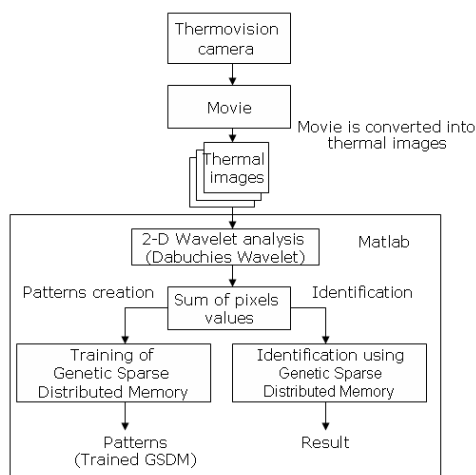 Thermovision
camera
Movie
Movie is converted into
thermal images
Thermal
images
2-D Wavelet analysis
(Dabuchies Wavelet)
Matlab
Patterns creation
Sum of pixels
values
Identification
Training of
Genetic Sparse
Distributed Memory
Identification using
Genetic Sparse
Distributed Memory
Patterns
(Trained GSDM)
Result